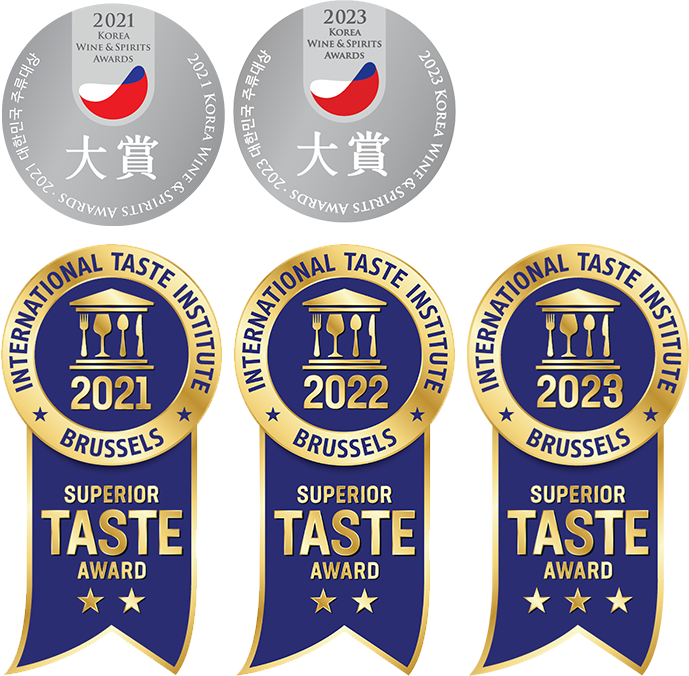 2021
KOREA
WINE & SPIRITS
AWARDS
大賞
2021 KOREA WINE & SPIRITS AWARDS · 2021 대한민국 주류대상
2023
KOREA
WINE & SPIRITS
AWARDS
大賞
2023 KOREA WINE & SPIRITS AWARDS · 2023 대한민국 주류대상
INTERNATIONAL TASTE INSTITUTE
2021
BRUSSELS
SUPERIOR
TASTE
AWARD
INTERNATIONAL TASTE INSTITUTE
2022
BRUSSELS
SUPERIOR
TASTE
AWARD
INTERNATIONAL TASTE INSTITUTE
2023
BRUSSELS
SUPERIOR
TASTE
AWARD